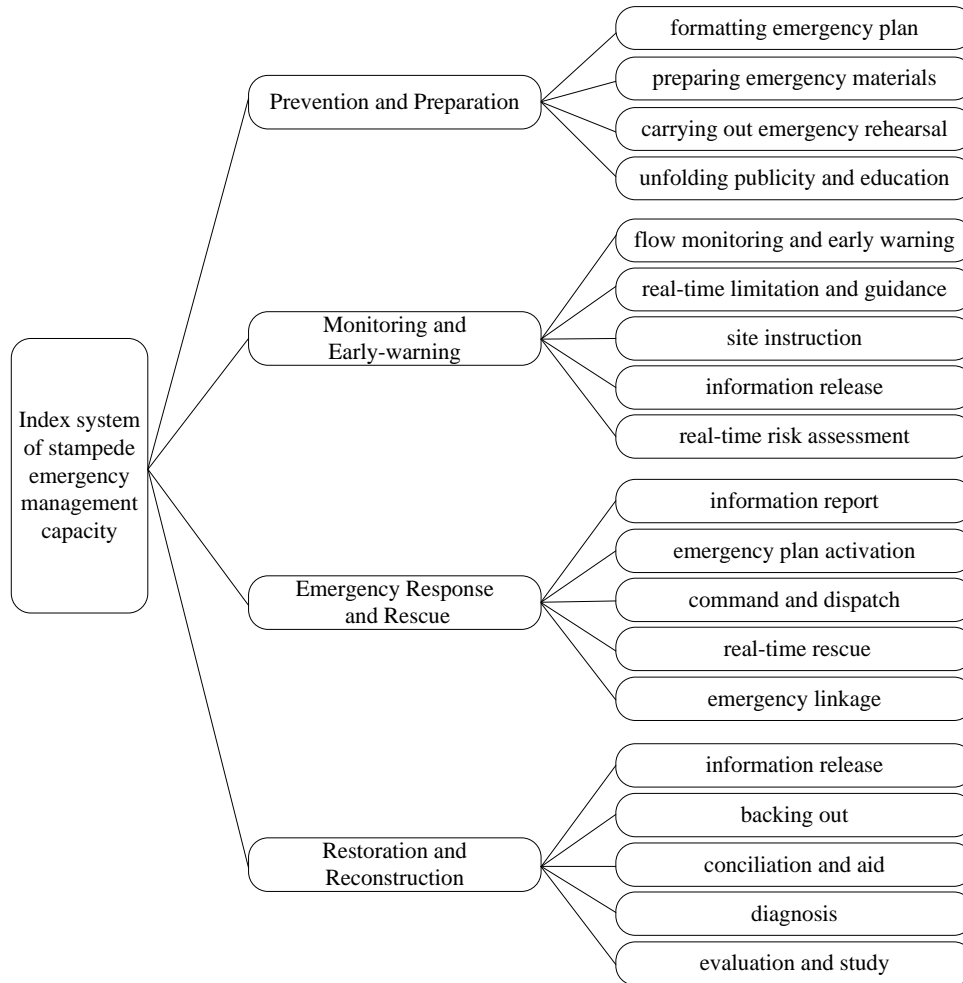 Index system
of stampede
emergency
management
capacity
Prevention and Preparation
formatting emergency plan
preparing emergency materials
carrying out emergency rehearsal
unfolding publicity and education
Monitoring and
Early-warning
flow monitoring and early warning
real-time limitation and guidance
site instruction
information release
real-time risk assessment
Emergency Response
and Rescue
information report
emergency plan activation
command and dispatch
real-time rescue
emergency linkage
Restoration and
Reconstruction
information release
backing out
conciliation and aid
diagnosis
evaluation and study